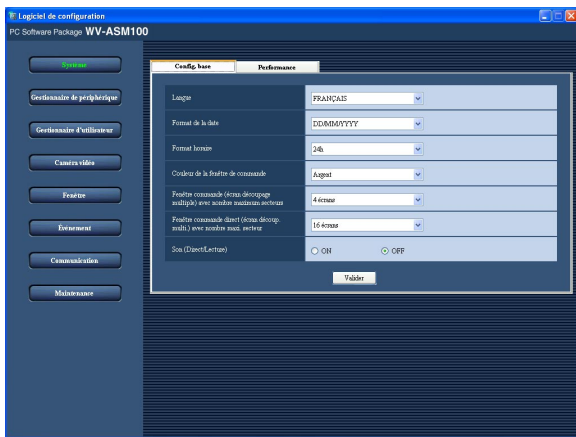 Logiciel de configuration
PC Software Package WV-ASM100
Système
Gestionnaire de périphérique
Gestionnaire d'utilisateur
Caméra vidéo
Fenêtre
Événement
Communication
Maintenance
Config. base
Performance
Langue
FRANÇAIS
Format de la date
DD/MM/YYYY
Format horaire
24h
Couleur de la fenêtre de commande
Argent
Fenêtre commande (écran découpage
multiple) avec nombre maximum secteurs
4 écrans
Fenêtre commande direct (écran découp.
multi.) avec nombre maxi. secteur
16 écrans
Son (Direct/Lecture)
ON
OFF
Valider